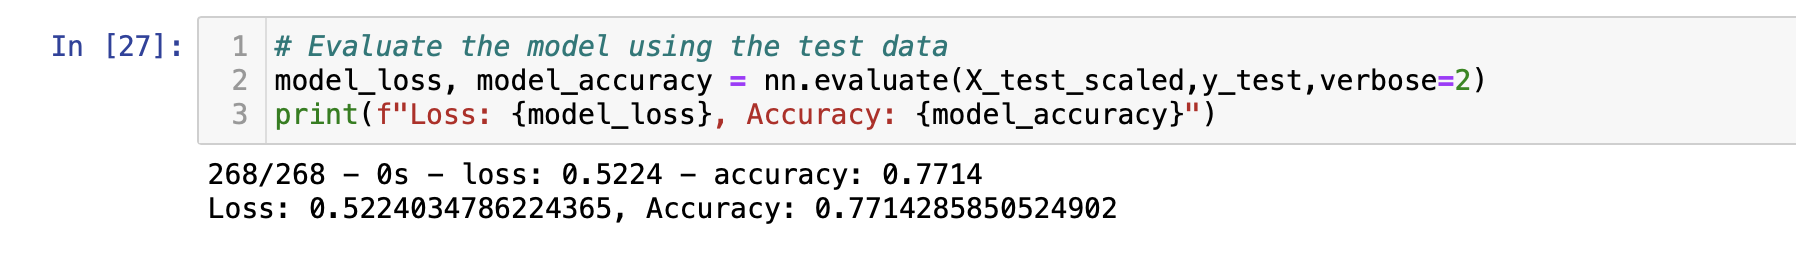 In [27]:
1 # Evaluate the model using the test data
2 model_loss, model_accuracy = nn.evaluate(X_test_scaled,y_test,verbose=2)
3 print(f"Loss: {model_loss}, Accuracy: {model_accuracy}")
268/268 - 0s - loss: 0.5224 - accuracy: 0.7714
Loss: 0.5224034786224365, Accuracy: 0.7714285850524902